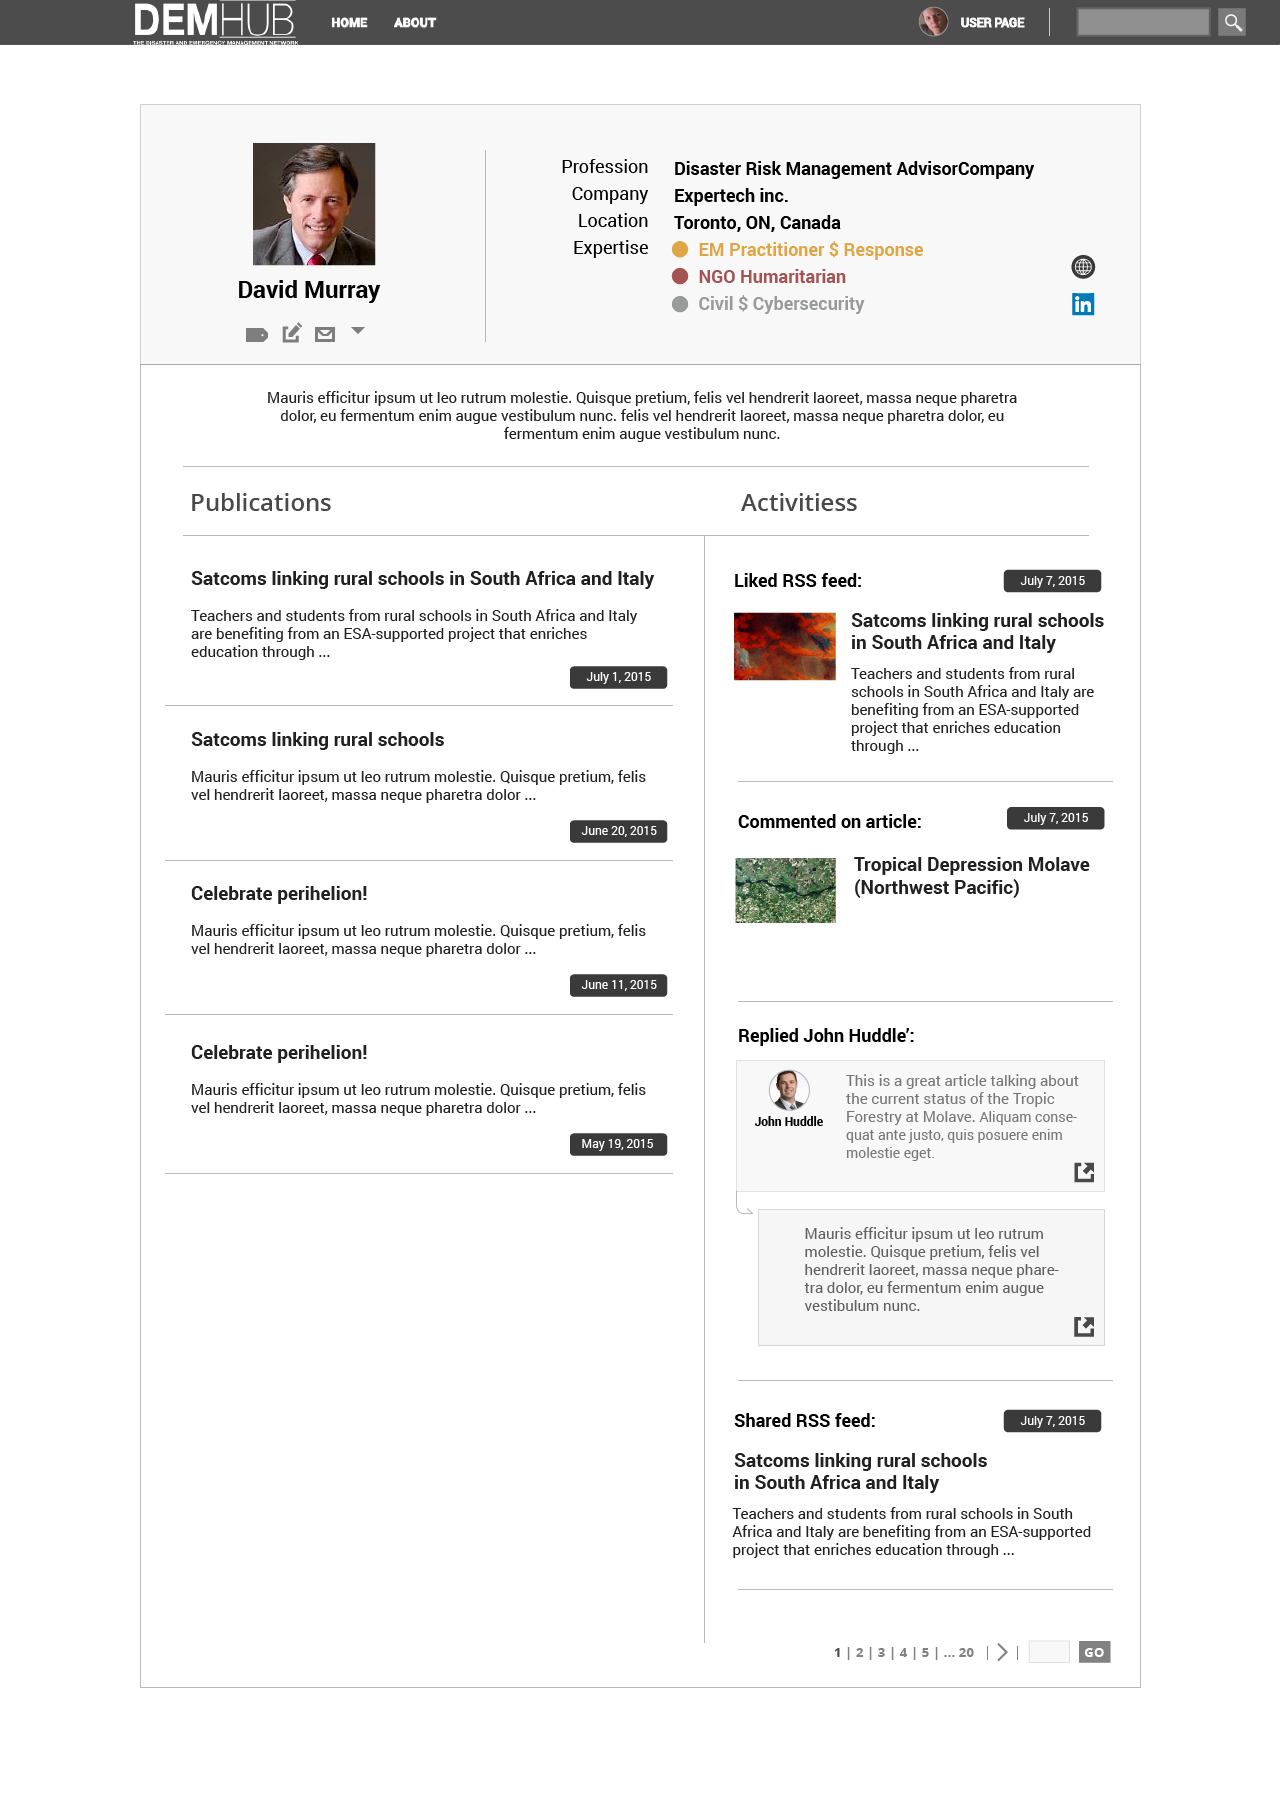 DEMHUB
THE DISASTER AND EMERGENCY MANAGEMENT NETWORK
HOME
ABOUT
USER PAGE
David Murray
Profession
Disaster Risk Management AdvisorCompany
Company
Expertech inc.
Location
Toronto, ON, Canada
Expertise
EM Practitioner $ Response
NGO Humaritarian
Civil $ Cybersecurity
in
Mauris efficitur ipsum ut leo rutrum molestie. Quisque pretium, felis vel hendrerit laoreet, massa neque pharetra
dolor, eu fermentum enim augue vestibulum nunc. felis vel hendrerit laoreet, massa neque pharetra dolor, eu
fermentum enim augue vestibulum nunc.
Publications
Satcoms linking rural schools in South Africa and Italy
Teachers and students from rural schools in South Africa and Italy
are benefiting from an ESA-supported project that enriches
education through ...
July 1, 2015
Satcoms linking rural schools
Mauris efficitur ipsum ut leo rutrum molestie. Quisque pretium, felis
vel hendrerit laoreet, massa neque pharetra dolor ...
June 20, 2015
Celebrate perihelion!
Mauris efficitur ipsum ut leo rutrum molestie. Quisque pretium, felis
vel hendrerit laoreet, massa neque pharetra dolor ...
June 11, 2015
Celebrate perihelion!
Mauris efficitur ipsum ut leo rutrum molestie. Quisque pretium, felis
vel hendrerit laoreet, massa neque pharetra dolor ...
May 19, 2015
Activitiess
Liked RSS feed:
July 7, 2015
Satcoms linking rural schools
in South Africa and Italy
Teachers and students from rural
schools in South Africa and Italy are
benefiting from an ESA-supported
project that enriches education
through ...
Commented on article:
July 7, 2015
Tropical Depression Molave
(Northwest Pacific)
Replied John Huddle':
John Huddle
This is a great article talking about
the current status of the Tropic
Forestry at Molave. Aliquam conse-
quat ante justo, quis posuere enim
molestie eget.
Mauris efficitur ipsum ut leo rutrum
molestie. Quisque pretium, felis vel
hendrerit laoreet, massa neque phare-
tra dolor, eu fermentum enim augue
vestibulum nunc.
Shared RSS feed:
July 7, 2015
Satcoms linking rural schools
in South Africa and Italy
Teachers and students from rural schools in South
Africa and Italy are benefiting from an ESA-supported
project that enriches education through ...
1 | 2 | 3 | 4 | 5 | ... 20 | > | GO